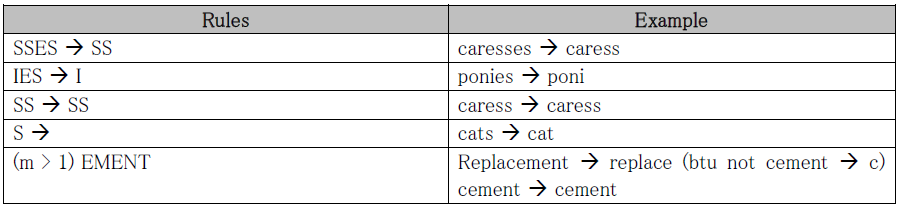 Rules Example
SSES → SS caresses → caress
IES → I ponies → poni
SS → SS caress → caress
S → cats → cat
(m > 1) EMENT Replacement → replace (btu not cement → c)
cement → cement